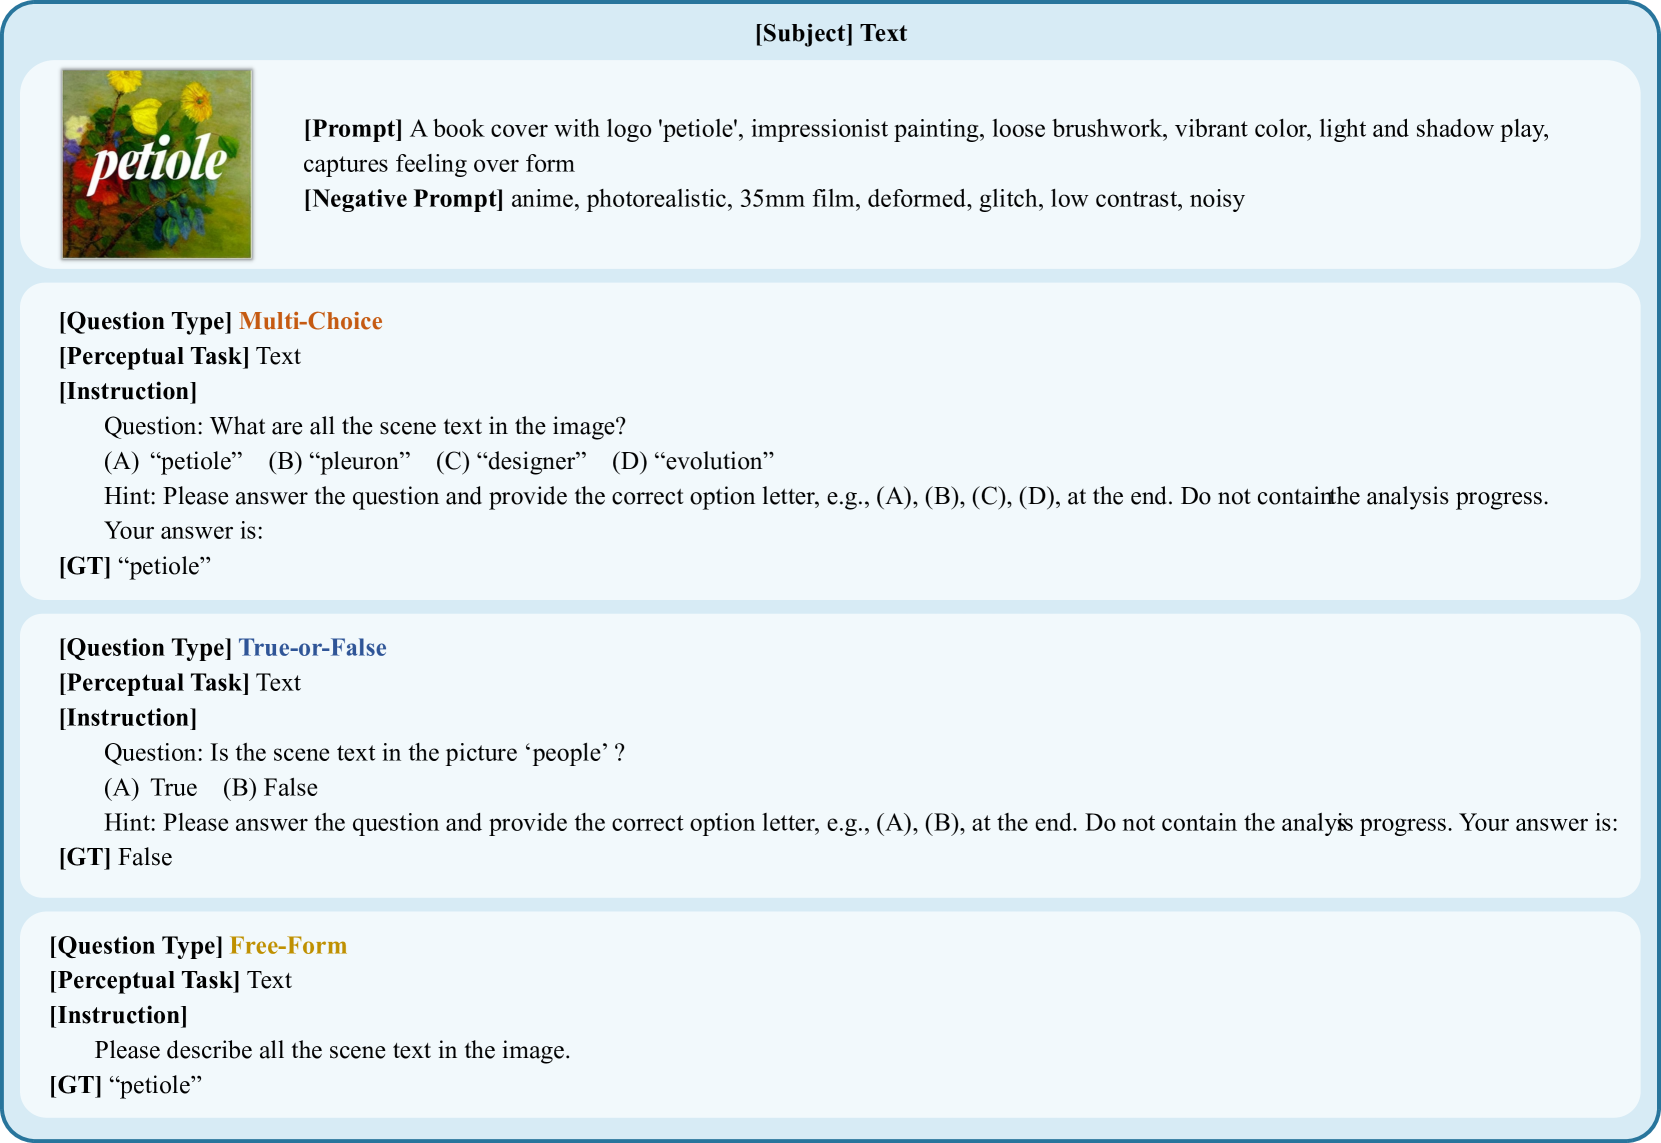 [Subject] Text
petiole
[Prompt] A book cover with logo 'petiole', impressionist painting, loose brushwork, vibrant color, light and shadow play,
captures feeling over form
[Negative Prompt] anime, photorealistic, 35mm film, deformed, glitch, low contrast, noisy
[Question Type] Multi-Choice
[Perceptual Task] Text
[Instruction]
Question: What are all the scene text in the image?
(A) “petiole” (B) “pleuron” (C) “designer” (D) “evolution”
Hint: Please answer the question and provide the correct option letter, e.g., (A), (B), (C), (D), at the end. Do not contain the analysis progress.
Your answer is:
[GT] “petiole”
[Question Type] True-or-False
[Perceptual Task] Text
[Instruction]
Question: Is the scene text in the picture ‘people’ ?
(A) True (B) False
Hint: Please answer the question and provide the correct option letter, e.g., (A), (B), at the end. Do not contain the analysis progress. Your answer is:
[GT] False
[Question Type] Free-Form
[Perceptual Task] Text
[Instruction]
Please describe all the scene text in the image.
[GT] “petiole”